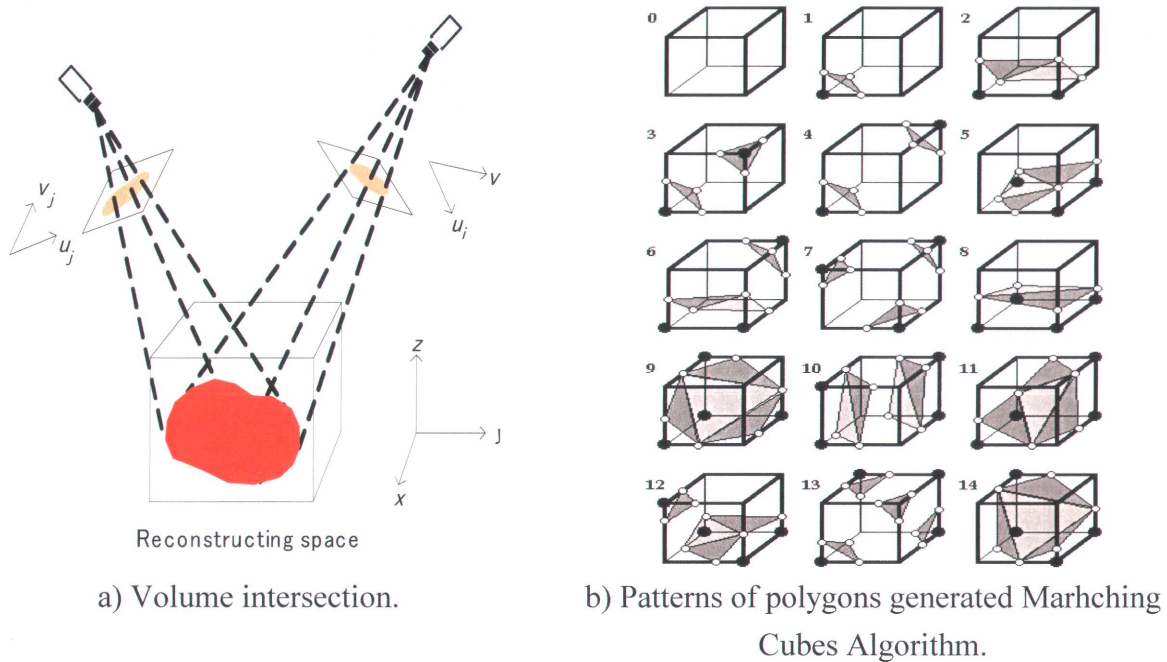 v_j
u_j
v
u_i
z
J
x
Reconstructing space
a) Volume intersection.
0
1
2
3
4
5
6
7
8
9
10
11
12
13
14
b) Patterns of polygons generated Marhching
Cubes Algorithm.